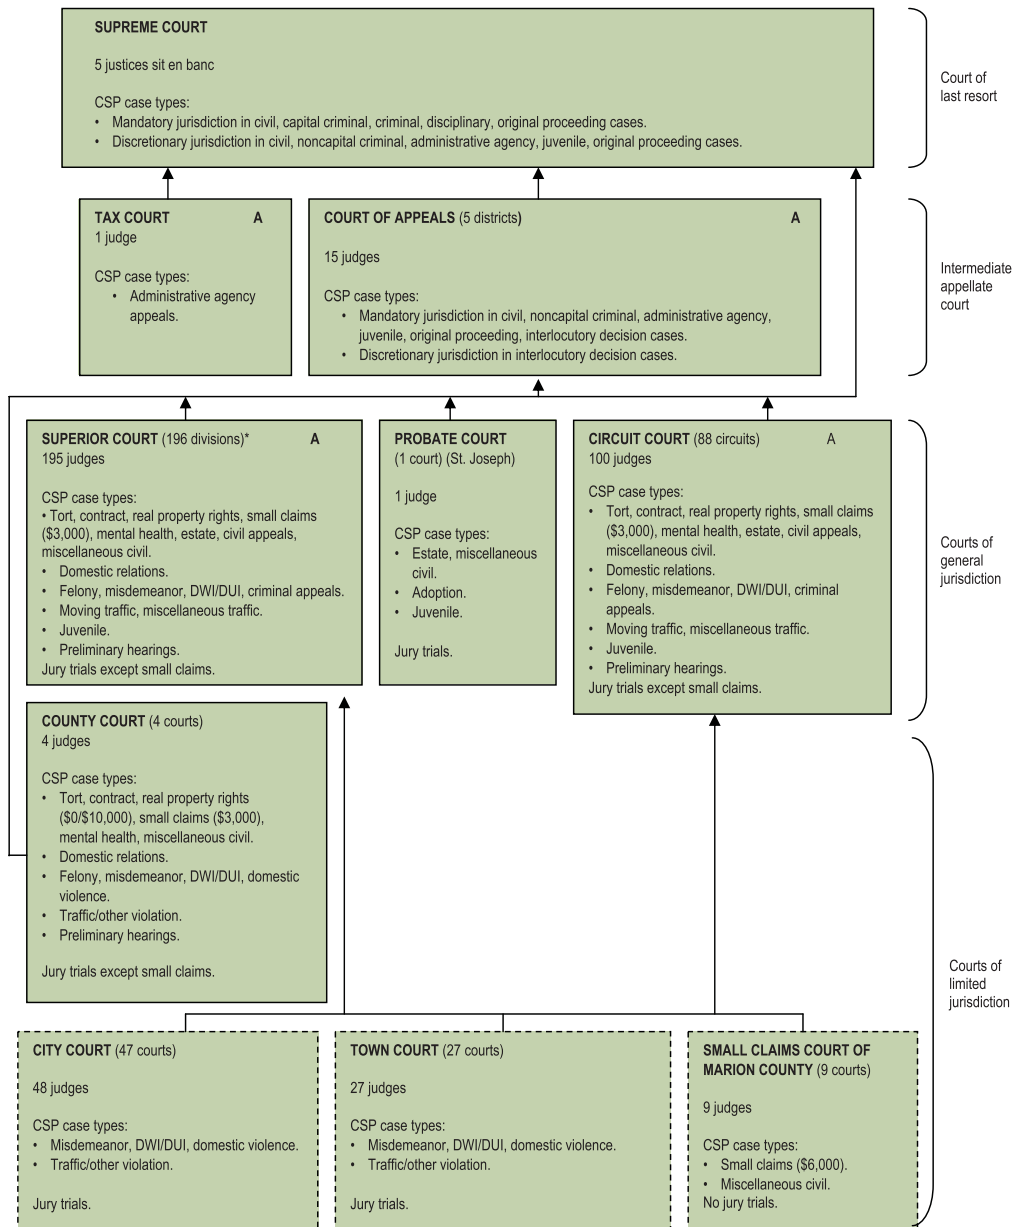 SUPREME COURT
5 justices sit en banc
CSP case types:
• Mandatory jurisdiction in civil, capital criminal, criminal, disciplinary, original proceeding cases.
• Discretionary jurisdiction in civil, noncapital criminal, administrative agency, juvenile, original proceeding cases.
Court of
last resort
TAX COURT A
1 judge
CSP case types:
• Administrative agency
appeals.
COURT OF APPEALS (5 districts) A
15 judges
CSP case types:
• Mandatory jurisdiction in civil, noncapital criminal, administrative agency,
juvenile, original proceeding, interlocutory decision cases.
• Discretionary jurisdiction in interlocutory decision cases.
Intermediate
appellate
court
SUPERIOR COURT (196 divisions)* A
195 judges
CSP case types:
• Tort, contract, real property rights, small claims
($3,000), mental health, estate, civil appeals,
miscellaneous civil.
• Domestic relations.
• Felony, misdemeanor, DWI/DUI, criminal appeals.
• Moving traffic, miscellaneous traffic.
• Juvenile.
• Preliminary hearings.
Jury trials except small claims.
PROBATE COURT
(1 court) (St. Joseph)
1 judge
CSP case types:
• Estate, miscellaneous
civil.
• Adoption.
• Juvenile.
Jury trials.
CIRCUIT COURT (88 circuits) A
100 judges
CSP case types:
• Tort, contract, real property rights, small claims
($3,000), mental health, estate, civil appeals,
miscellaneous civil.
• Domestic relations.
• Felony, misdemeanor, DWI/DUI, criminal
appeals.
• Moving traffic, miscellaneous traffic.
• Juvenile.
• Preliminary hearings.
Jury trials except small claims.
Courts of
general
jurisdiction
COUNTY COURT (4 courts)
4 judges
CSP case types:
• Tort, contract, real property rights
($0/$10,000), small claims ($3,000),
mental health, miscellaneous civil.
• Domestic relations.
• Felony, misdemeanor, DWI/DUI, domestic
violence.
• Traffic/other violation.
• Preliminary hearings.
Jury trials except small claims.
Courts of
limited
jurisdiction
CITY COURT (47 courts)
48 judges
CSP case types:
• Misdemeanor, DWI/DUI, domestic violence.
• Traffic/other violation.
Jury trials.
TOWN COURT (27 courts)
27 judges
CSP case types:
• Misdemeanor, DWI/DUI, domestic violence.
• Traffic/other violation.
Jury trials.
SMALL CLAIMS COURT OF
MARION COUNTY (9 courts)
9 judges
CSP case types:
• Small claims ($6,000).
• Miscellaneous civil.
No jury trials.